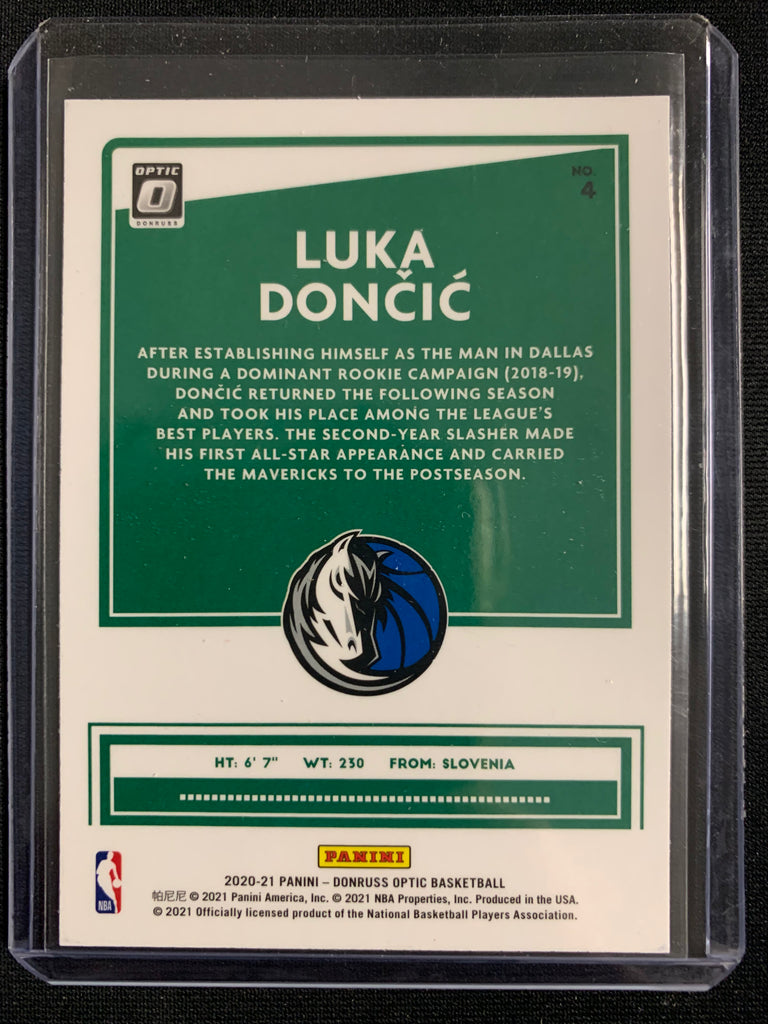 OPTIC
O
DONRUSS
NO.
4
LUKA
DONČIĆ
AFTER ESTABLISHING HIMSELF AS THE MAN IN DALLAS
DURING A DOMINANT ROOKIE CAMPAIGN (2018-19),
DONČIĆ RETURNED THE FOLLOWING SEASON
AND TOOK HIS PLACE AMONG THE LEAGUE'S
BEST PLAYERS. THE SECOND-YEAR SLASHER MADE
HIS FIRST ALL-STAR APPEARANCE AND CARRIED
THE MAVERICKS TO THE POSTSEASON.
HT: 6' 7" WT: 230 FROM: SLOVENIA
PANINI
2020-21 PANINI – DONRUSS OPTIC BASKETBALL
帕尼尼 © 2021 Panini America, Inc. © 2021 NBA Properties, Inc. Produced in the USA.
© 2021 Officially licensed product of the National Basketball Players Association.
NBA